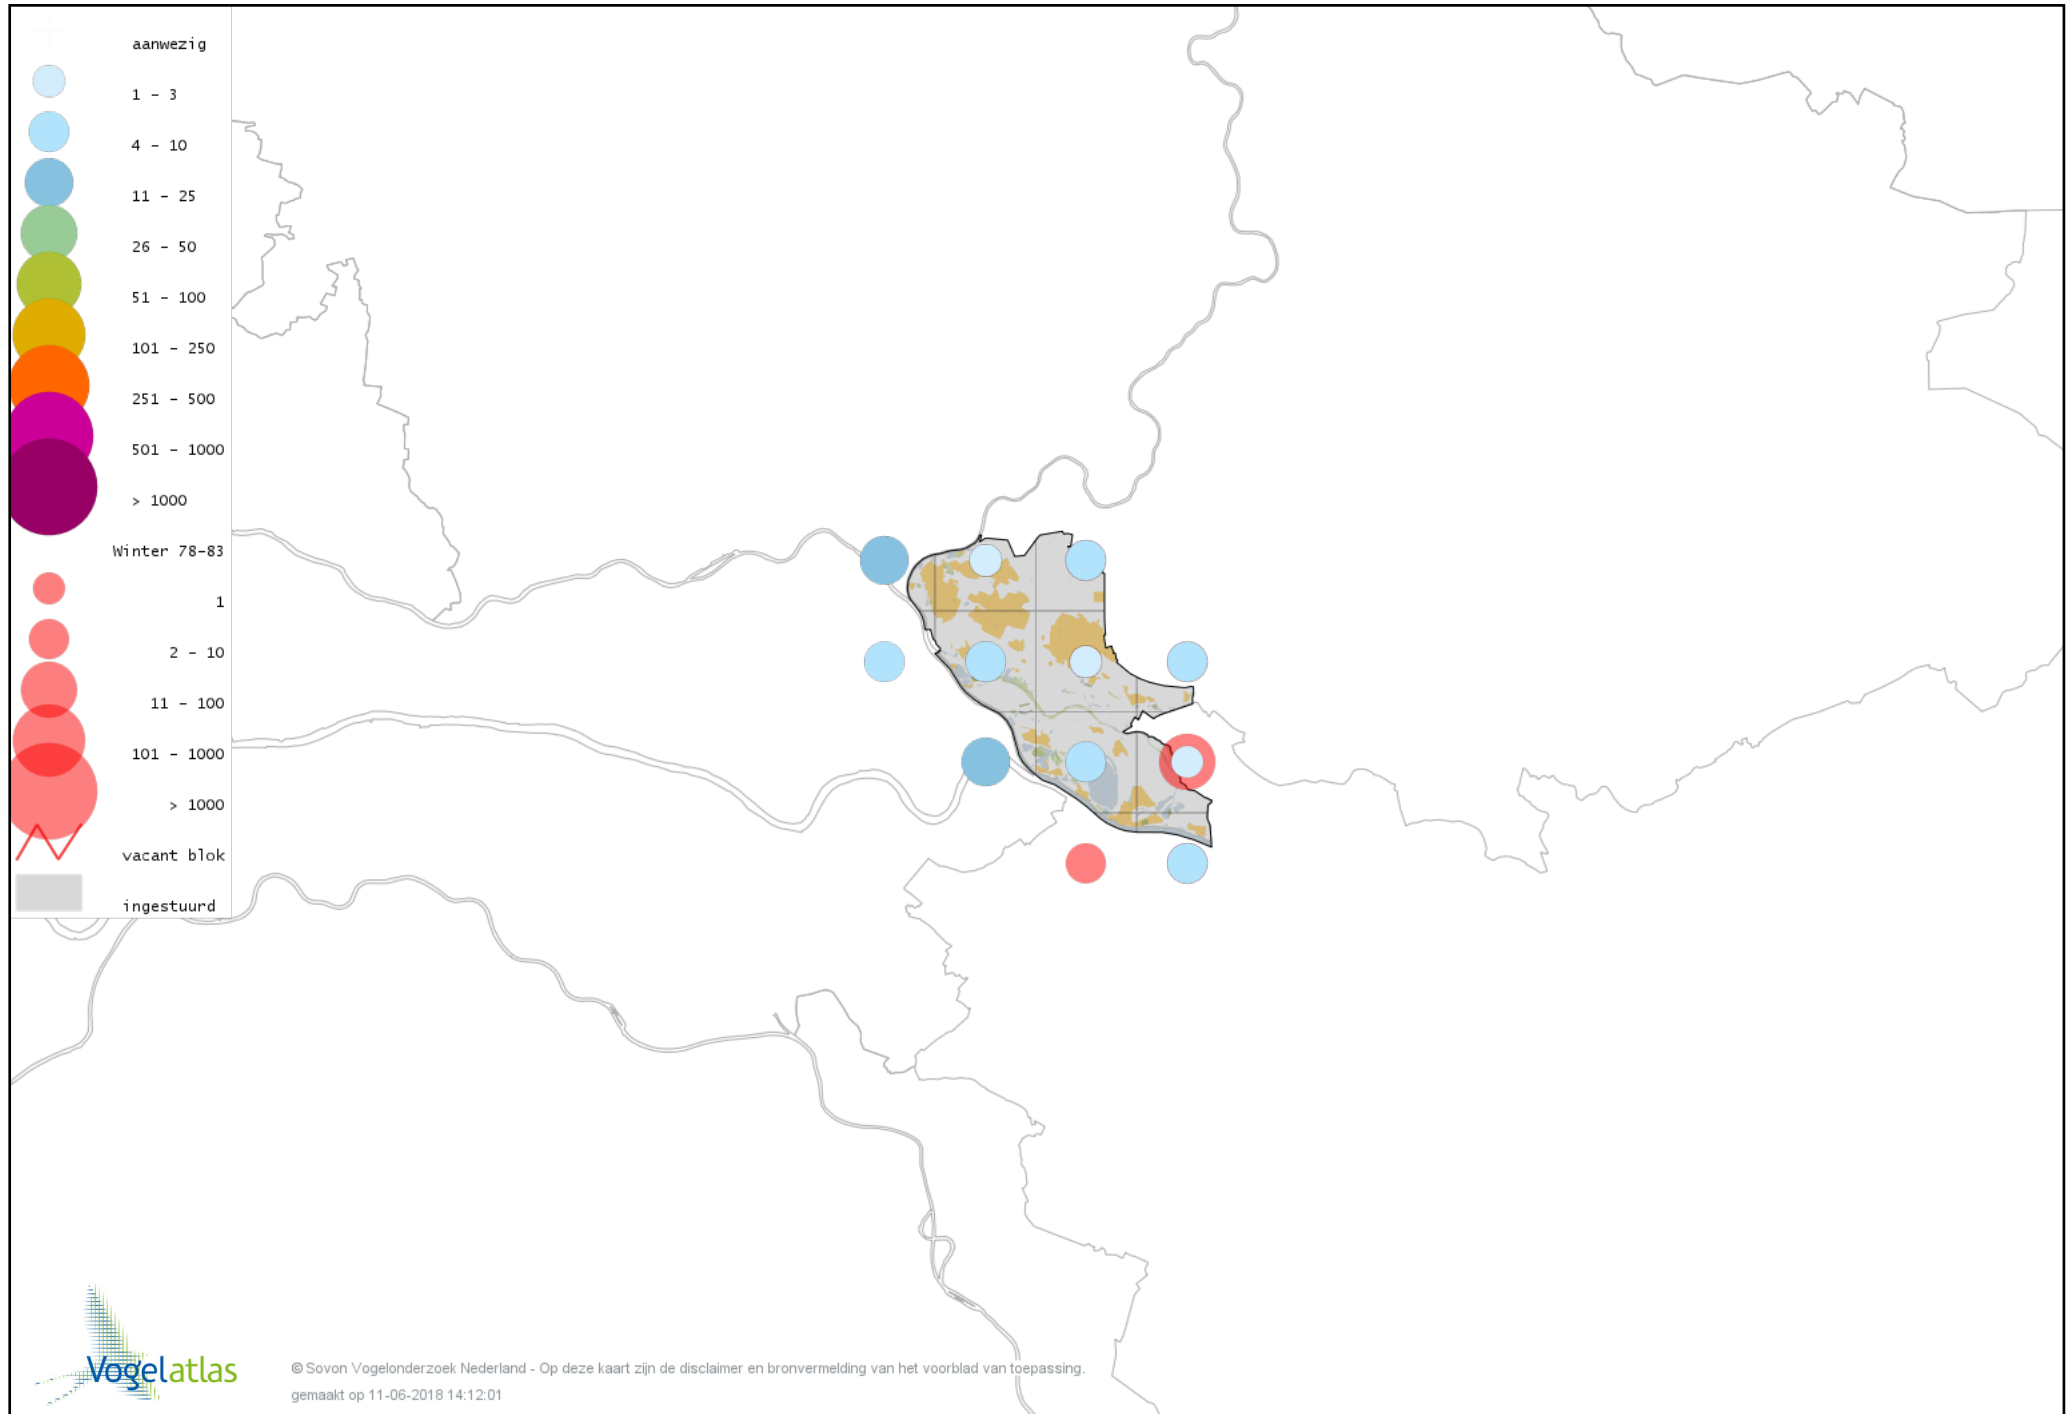 aanwezig
1 - 3
4 - 10
11 - 25
26 - 50
51 - 100
101 - 250
251 - 500
501 - 1000
> 1000
Winter 78-83
1
2 - 10
11 - 100
101 - 1000
> 1000
vacant blok
ingestuurd
Vogelatlas
© Sovon Vogelonderzoek Nederland - Op deze kaart zijn de disclaimer en bronvermelding van het voorblad van toepassing.
gemaakt op 11-06-2018 14:12:01